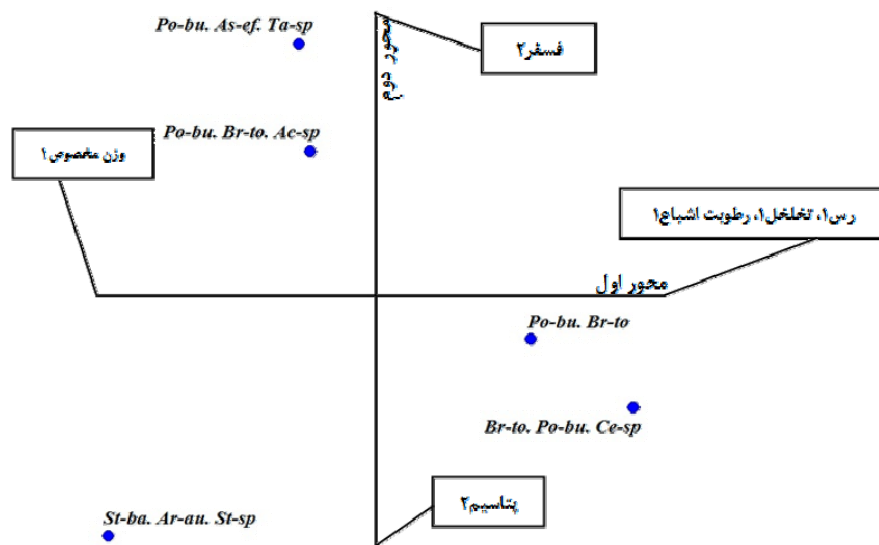 Po-bu. As-ef. Ta-sp
محور دوم
فسفر۲
Po-bu. Br-to. Ac-sp
وزن مخصوص۱
رس۱، تخلخل۱، رطوبت اشباع۱
محور اول
Po-bu. Br-to
Br-to. Po-bu. Ce-sp
پتاسیم۲
St-ba. Ar-au. St-sp